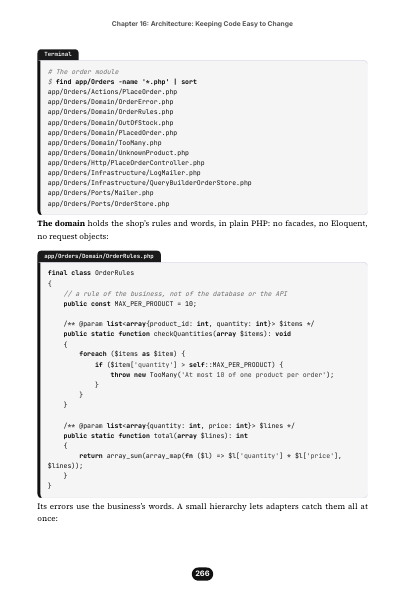 Chapter 16: Architecture: Keeping Code Easy to Change
Terminal
# The order module
$ find app/Orders -name '*.php' | sort
app/Orders/Actions/PlaceOrder.php
app/Orders/Domain/OrderError.php
app/Orders/Domain/OrderRules.php
app/Orders/Domain/OutOfStock.php
app/Orders/Domain/PlacedOrder.php
app/Orders/Domain/TooMany.php
app/Orders/Domain/UnknownProduct.php
app/Orders/Http/PlaceOrderController.php
app/Orders/Infrastructure/LogMailer.php
app/Orders/Infrastructure/QueryBuilderOrderStore.php
app/Orders/Ports/Mailer.php
app/Orders/Ports/OrderStore.php
The domain holds the shop's rules and words, in plain PHP: no facades, no Eloquent,
no request objects:
app/Orders/Domain/OrderRules.php
final class OrderRules
{
    // a rule of the business, not of the database or the API
    public const MAX_PER_PRODUCT = 10;
    /** @param list<array{product_id: int, quantity: int}> $items */
    public static function checkQuantities(array $items): void
    {
        foreach ($items as $item) {
            if ($item['quantity'] > self::MAX_PER_PRODUCT) {
                throw new TooMany('At most 10 of one product per order');
            }
        }
    }
    /** @param list<array{quantity: int, price: int}> $lines */
    public static function total(array $lines): int
    {
        return array_sum(array_map(fn ($l) => $l['quantity'] * $l['price'],
$lines));
    }
}
Its errors use the business's words. A small hierarchy lets adapters catch them all at
once:
266